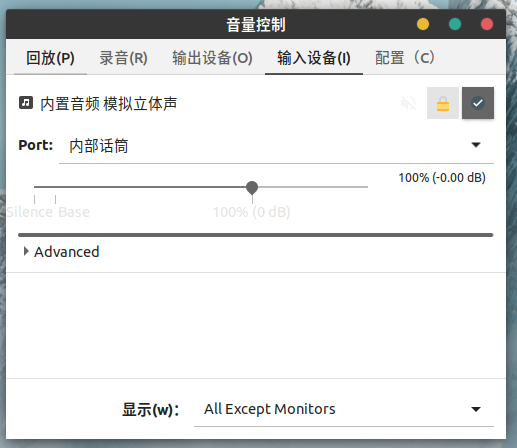 音量控制
回放(P) 录音(R) 输出设备(O) 输入设备(I) 配置（C）
内置音频 模拟立体声
Port: 内部话筒
100% (-0.00 dB)
Silence Base 100% (0 dB)
Advanced
显示(w)： All Except Monitors